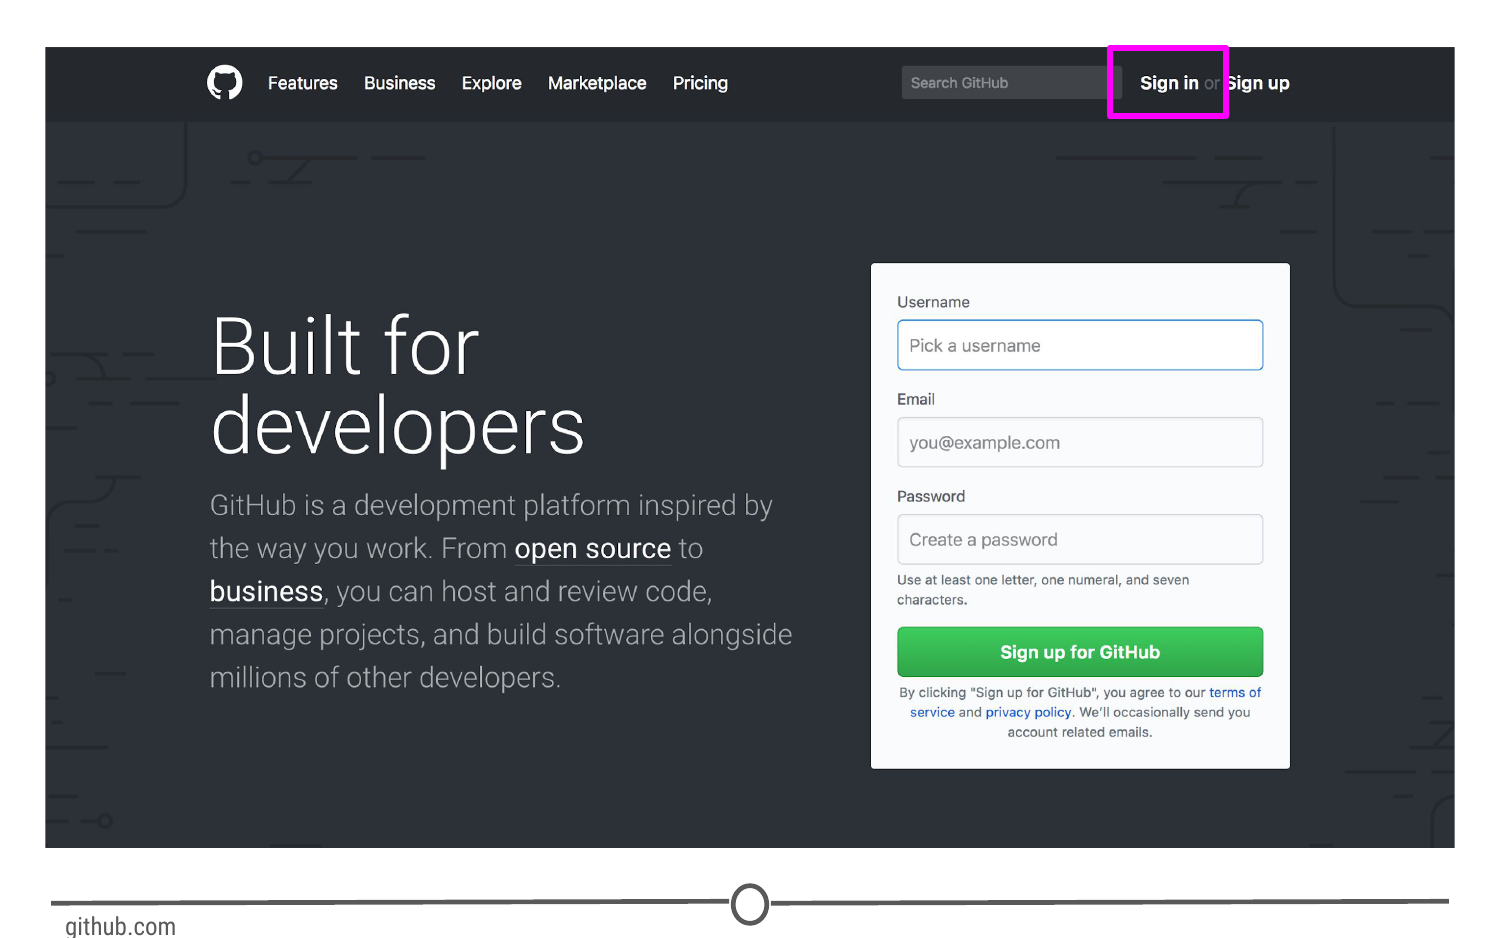 Features Business Explore Marketplace Pricing Search GitHub Sign in or Sign up
Built for
developers
GitHub is a development platform inspired by
the way you work. From open source to
business, you can host and review code,
manage projects, and build software alongside
millions of other developers.
Username
Pick a username
Email
you@example.com
Password
Create a password
Use at least one letter, one numeral, and seven
characters.
Sign up for GitHub
By clicking "Sign up for GitHub", you agree to our terms of
service and privacy policy. We'll occasionally send you
account related emails.
github.com